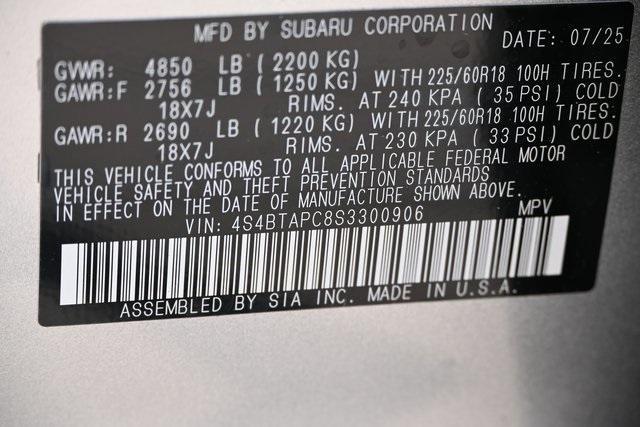 MFD BY SUBARU CORPORATION
DATE: 07/25
GVWR: 4850 LB ( 2200 KG)
GAWR:F 2756 LB ( 1250 KG) WITH 225/60R18 100H TIRES.
18X7J RIMS. AT 240 KPA ( 35 PSI) COLD
GAWR:R 2690 LB ( 1220 KG) WITH 225/60R18 100H TIRES.
18X7J RIMS. AT 230 KPA ( 33 PSI) COLD
THIS VEHICLE CONFORMS TO ALL APPLICABLE FEDERAL MOTOR
VEHICLE SAFETY AND THEFT PREVENTION STANDARDS
IN EFFECT ON THE DATE OF MANUFACTURE SHOWN ABOVE.
VIN: 4S4BTAPC8S3300906 MPV
ASSEMBLED BY SIA INC. MADE IN U.S.A.